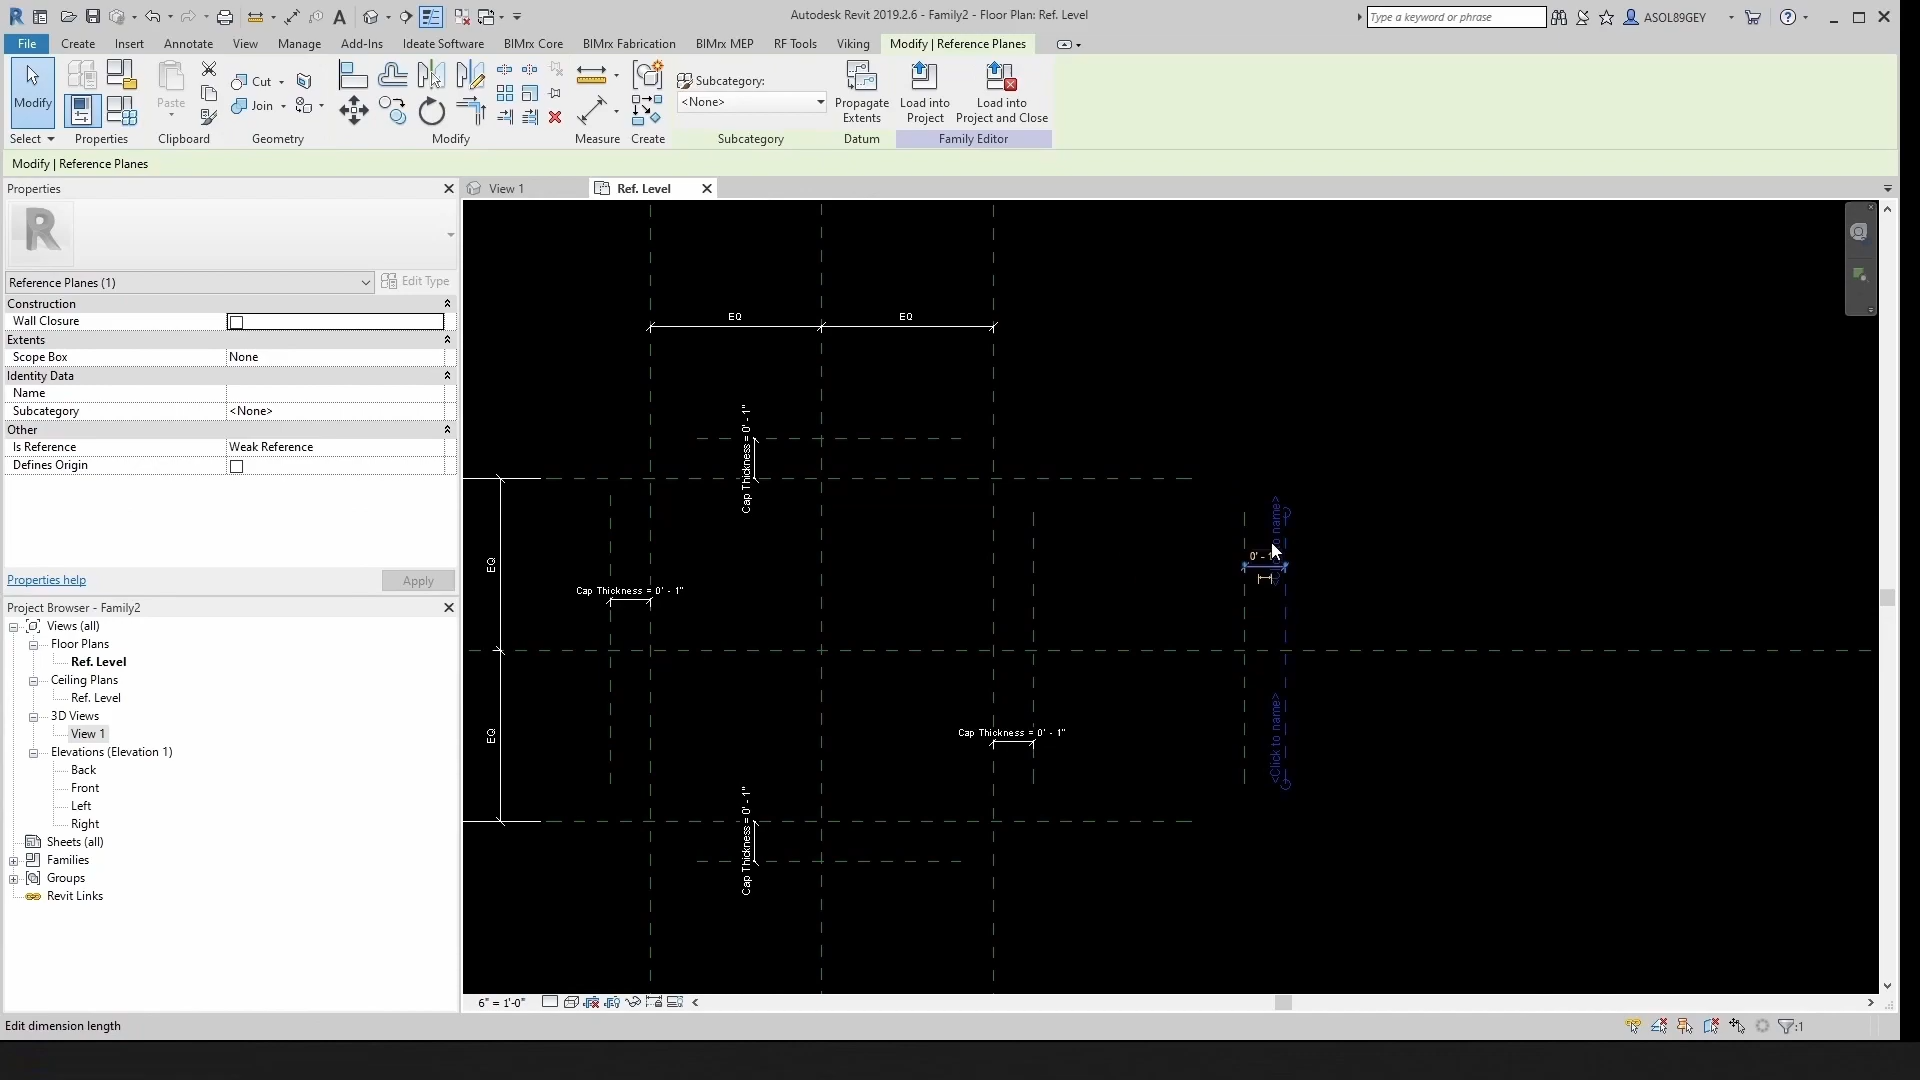 Autodesk Revit 2019.2.6 - Family2 - Floor Plan: Ref. Level
Type a keyword or phrase
ASOL89GEY
File Create Insert Annotate View Manage Add-Ins Ideate Software BIMrx Core BIMrx Fabrication BIMrx MEP RF Tools Viking Modify | Reference Planes
Modify
Paste
Cut
Join
Subcategory:
<None>
Propagate Extents
Load into Project
Load into Project and Close
Select Properties Clipboard Geometry Modify Measure Create Subcategory Datum Family Editor
Modify | Reference Planes
Properties
View 1
Ref. Level
R
Reference Planes (1)
Edit Type
Construction
Wall Closure
Extents
Scope Box None
Identity Data
Name
Subcategory <None>
Other
Is Reference Weak Reference
Defines Origin
Properties help
Apply
Project Browser - Family2
Views (all)
Floor Plans
Ref. Level
Ceiling Plans
Ref. Level
3D Views
View 1
Elevations (Elevation 1)
Back
Front
Left
Right
Sheets (all)
Families
Groups
Revit Links
EQ EQ
Cap Thickness = 0' - 1"
EQ
Cap Thickness = 0' - 1"
EQ
Cap Thickness = 0' - 1"
Cap Thickness = 0' - 1"
0' - 1
<Click to name>
<Click to name>
6" = 1'-0"
Edit dimension length
:1